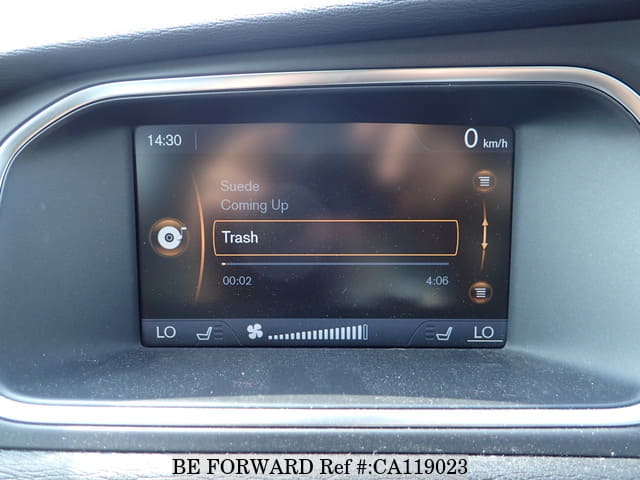 14:30
0 km/h
Suede
Coming Up
Trash
00:02 4:06
LO LO
BE FORWARD Ref #:CA119023